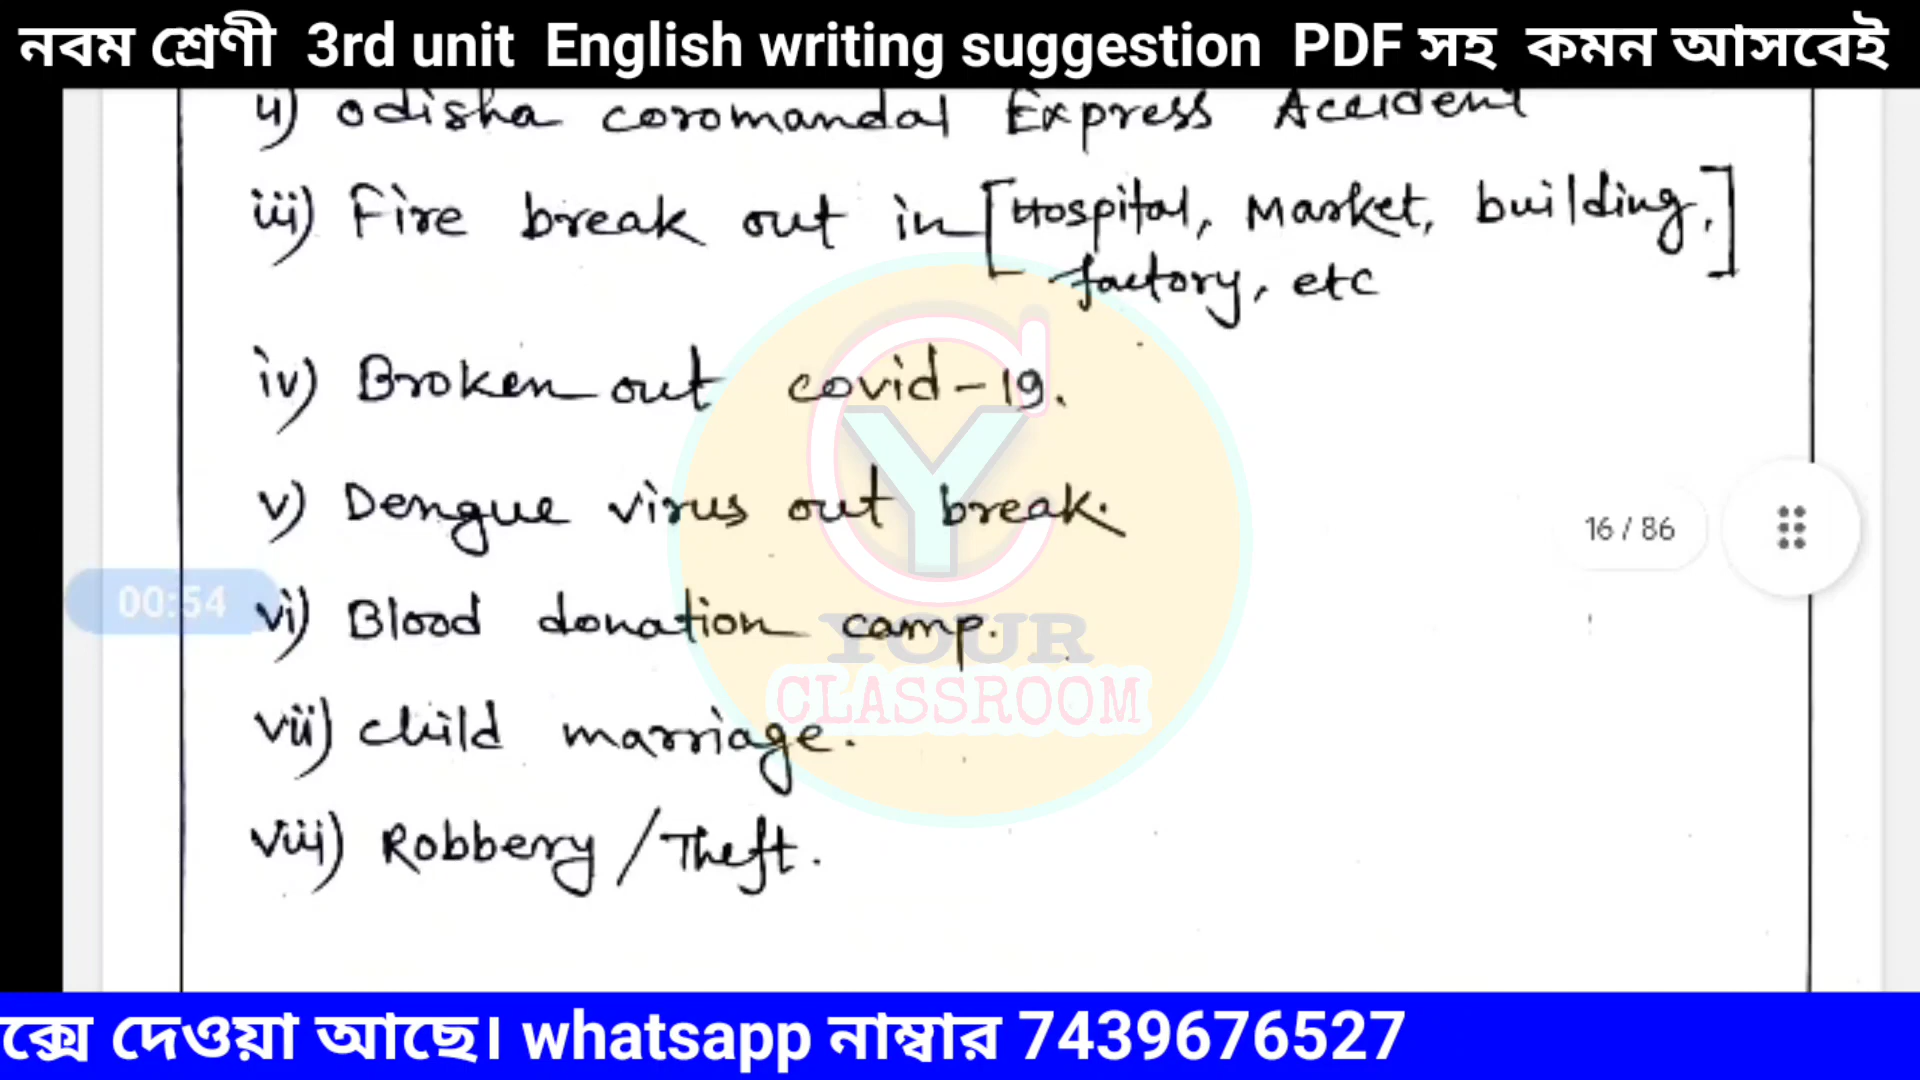 নবম শ্রেণী 3rd unit English writing suggestion PDF সহ কমন আসবেই
ii) Odisha coromandal Express Accident
iii) Fire break out in [Hospital, Market, building,]
factory, etc
iv) Broken out covid-19.
v) Dengue virus out break.
16 / 86
00:54
vi) Blood donation camp.
YOUR
CLASSROOM
vii) child marriage.
viii) Robbery / Theft.
ক্সে দেওয়া আছে। whatsapp নাম্বার 7439676527